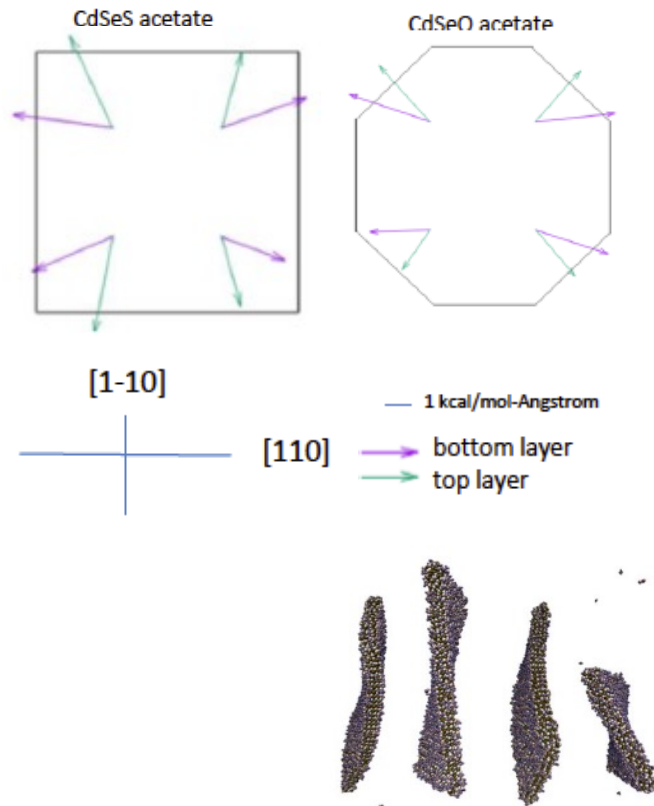 CdSeS acetate
CdSeO acetate
[1-10]
[110]
1 kcal/mol-Angstrom
bottom layer
top layer